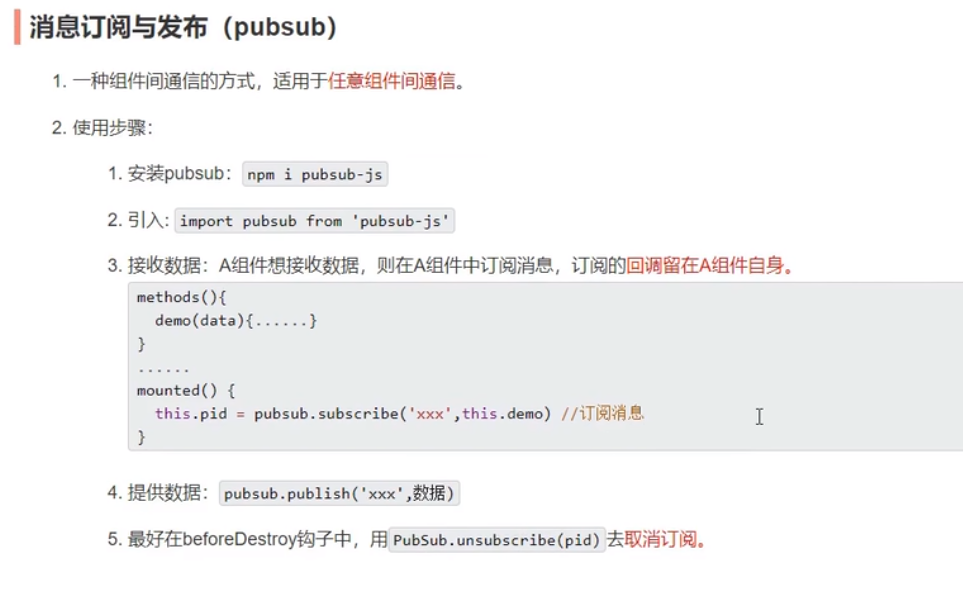 消息订阅与发布（pubsub）
1. 一种组件间通信的方式，适用于任意组件间通信。
2. 使用步骤：
1. 安装pubsub： npm i pubsub-js
2. 引入: import pubsub from 'pubsub-js'
3. 接收数据：A组件想接收数据，则在A组件中订阅消息，订阅的回调留在A组件自身。
methods(){
  demo(data){......}
}
......
mounted() {
  this.pid = pubsub.subscribe('xxx',this.demo) //订阅消息
}
4. 提供数据： pubsub.publish('xxx',数据)
5. 最好在beforeDestroy钩子中，用PubSub.unsubscribe(pid)去取消订阅。